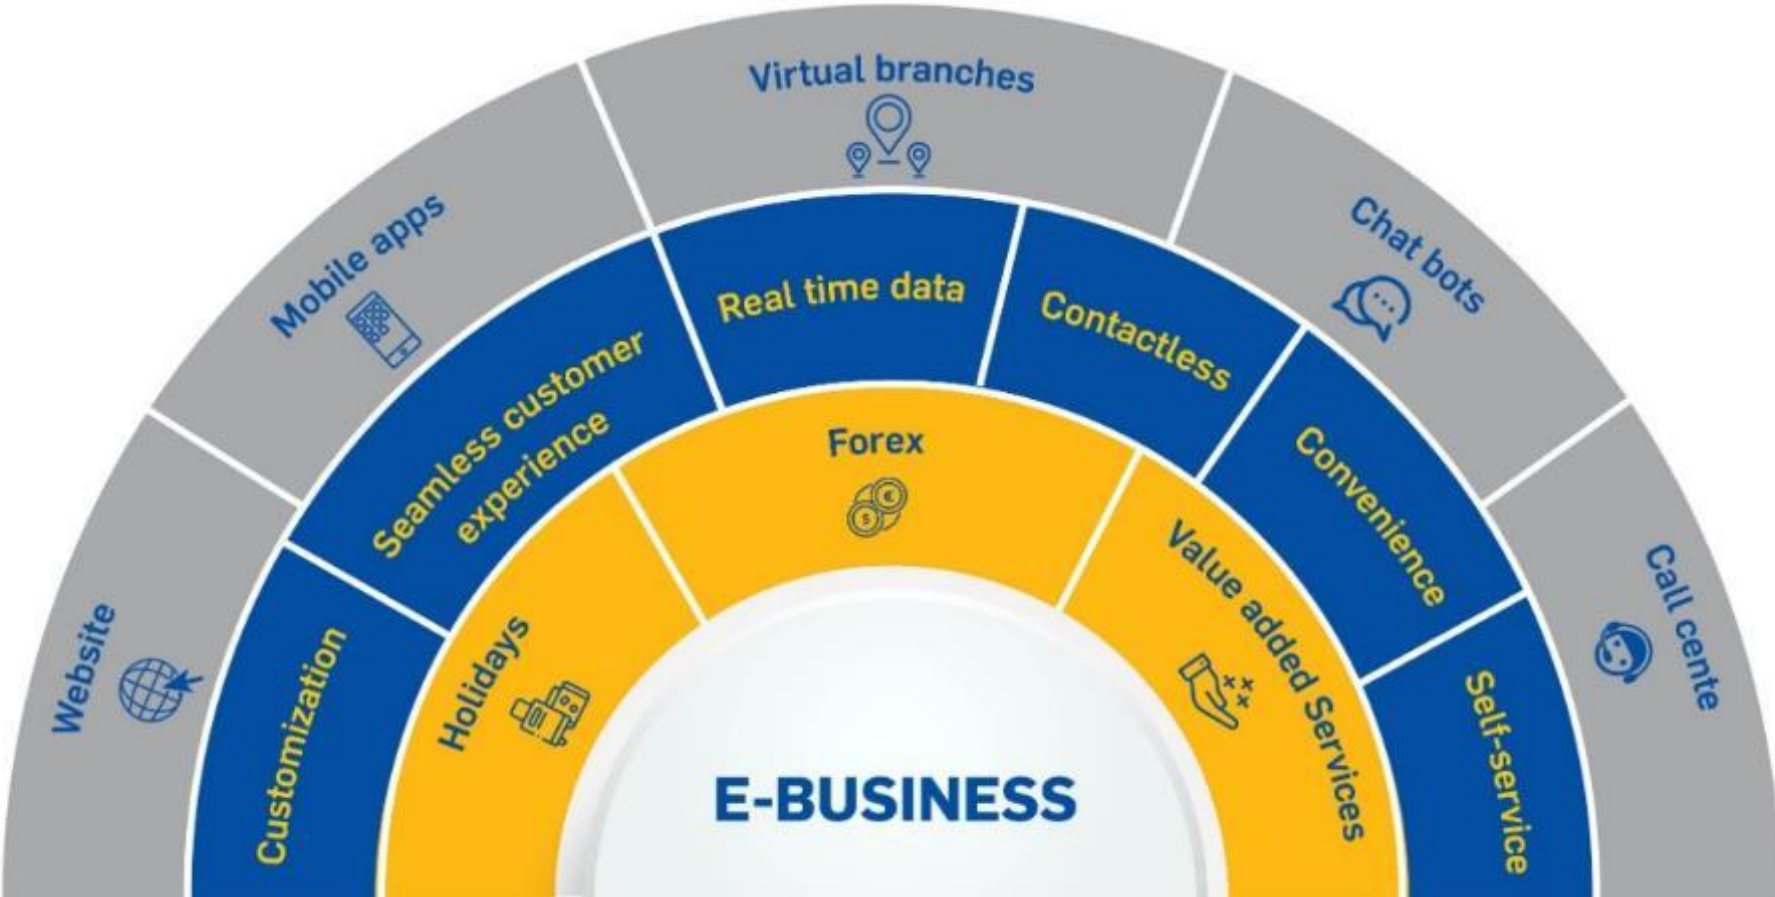 Virtual branches
Mobile apps
Chat bots
Website
Call cente
Real time data
Contactless
Seamless customer
experience
Convenience
Customization
Self-service
Forex
Holidays
Value added Services
E-BUSINESS